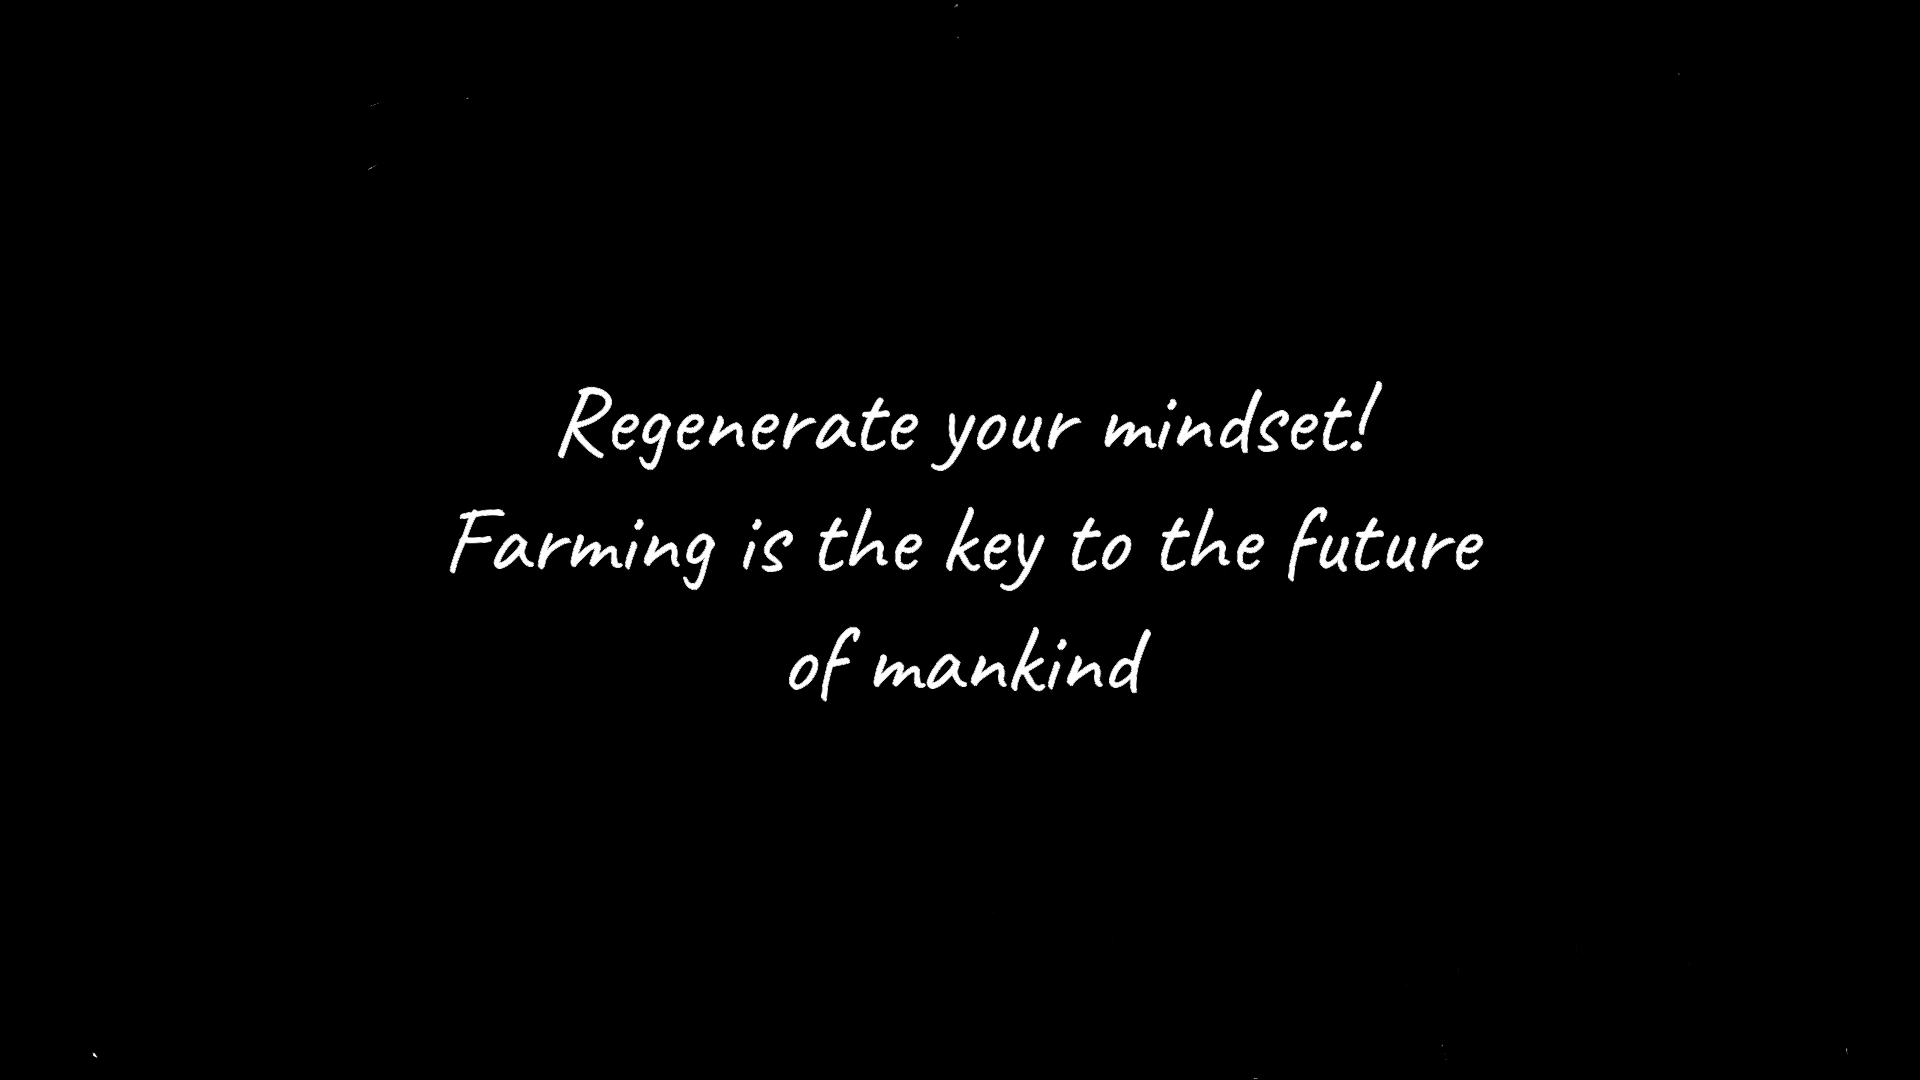 Regenerate your mindset!
Farming is the key to the future
of mankind